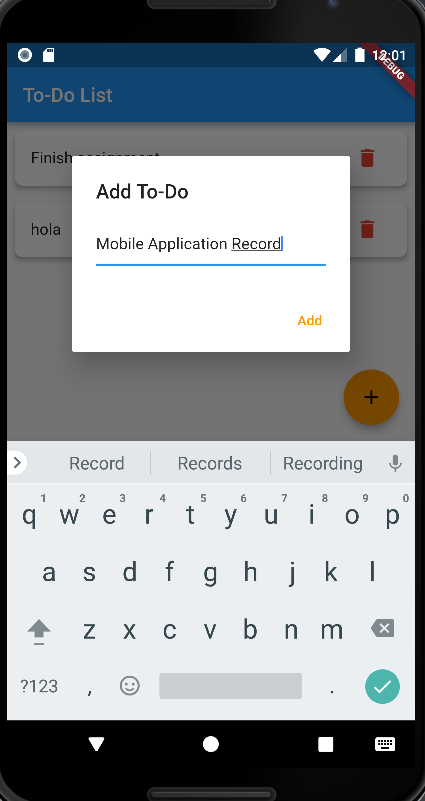 12:01
DEBUG
To-Do List
Finish assignment
hola
Add To-Do
Mobile Application Record
Add
+
Record Records Recording
1 2 3 4 5 6 7 8 9 0
q w e r t y u i o p
a s d f g h j k l
z x c v b n m
?123 , .